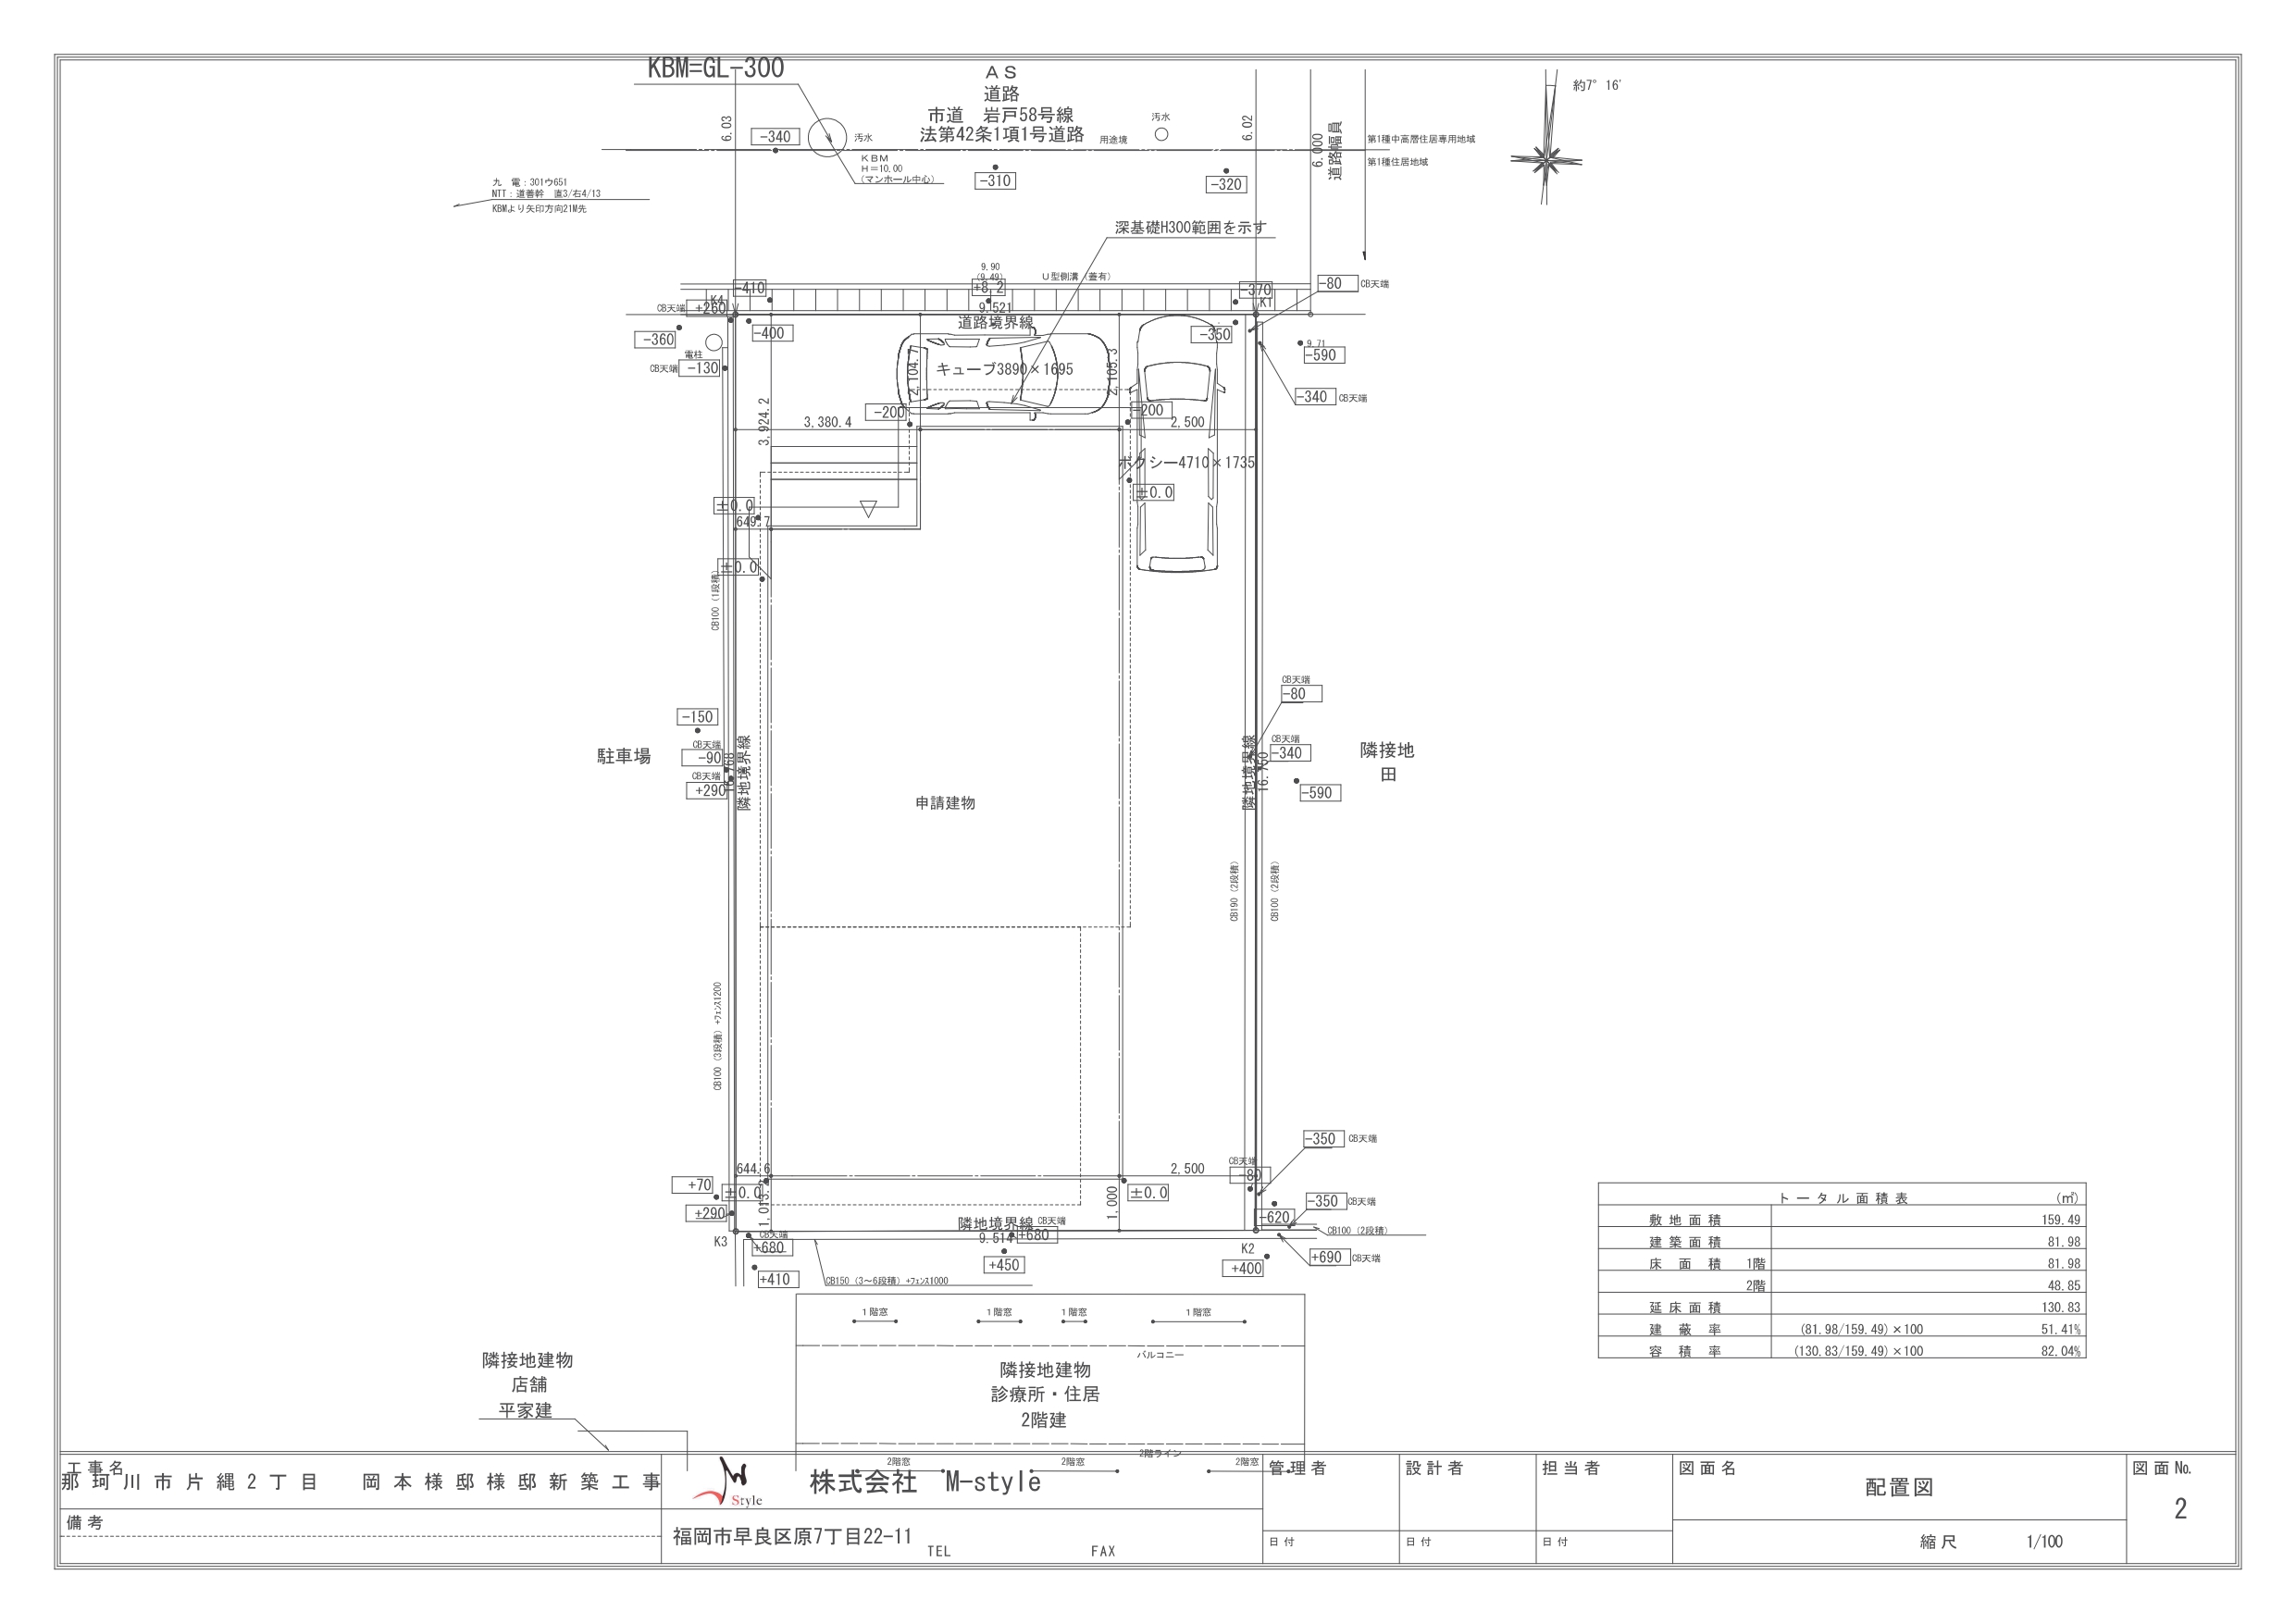 KBM=GL-300
AS
道路
市道　岩戸58号線
法第42条1項1号道路
用途境
汚水
汚水
KBM
H=10.00
(マンホール中心)
6.03
-340
-310
-320
6.02
6.000
道路幅員
第1種中高層住居専用地域
第1種住居地域
約7°16′
九　電：301ウ651
NTT：道善幹　直3/右4/13
KBMより矢印方向21M先
深基礎H300範囲を示す
9.90
(9.49)
+8.2
U型側溝（蓋有）
9.521
道路境界線
-410
-370
-80
CB天端
K4
K1
CB天端
+260
-360
-400
電柱
CB天端
-130
-350
9.71
-590
-340
CB天端
キューブ3890×1695
2,104.7
2,105.3
-200
-200
3,924.2
3,380.4
2,500
ボクシー4710×1735
±0.0
±0.0
649.7
±0.0
CB100（1段積）
-150
CB天端
-90
CB天端
+290
駐車場
隣地境界線
申請建物
隣地境界線
16.760
CB天端
-80
CB天端
-340
-590
隣接地
田
CB190（2段積）
CB100（2段積）
CB100（3段積）+フェンス1200
644.6
2,500
+70
±0.0
+290
±0.0
1,000
CB天端
-80
-350
CB天端
-350
CB天端
-620
CB100（2段積）
+690
CB天端
K3
CB天端
+680
+410
隣地境界線
9.514
CB天端
+680
+450
K2
+400
CB150（3～6段積）+フェンス1000
1階窓
1階窓
1階窓
1階窓
バルコニー
隣接地建物
診療所・住居
2階建
2階ライン
2階窓
2階窓
2階窓
隣接地建物
店舗
平家建
トータル面積表　(㎡)
敷地面積　159.49
建築面積　81.98
床面積　1階　81.98
2階　48.85
延床面積　130.83
建蔽率　(81.98/159.49)×100　51.41%
容積率　(130.83/159.49)×100　82.04%
工事名
那珂川市片縄2丁目　岡本様邸様邸新築工事
備考
Style
株式会社　M-style
福岡市早良区原7丁目22-11
TEL
FAX
管理者
設計者
担当者
日付
日付
日付
図面名
配置図
縮尺　1/100
図面No.
2